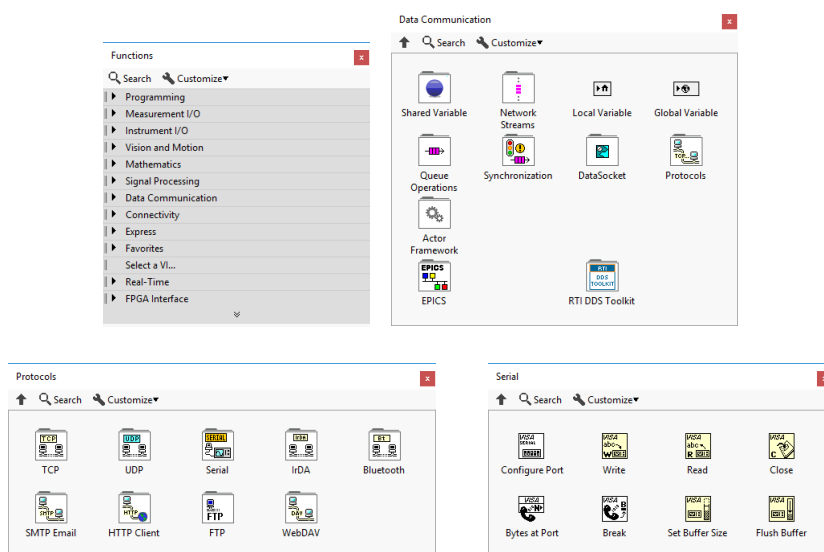 Data Communication
x
Search Customize▾
Functions
x
Search Customize▾
Programming
Measurement I/O
Instrument I/O
Vision and Motion
Mathematics
Signal Processing
Data Communication
Connectivity
Express
Favorites
Select a VI...
Real-Time
FPGA Interface
Shared Variable
Network
Streams
Local Variable
Global Variable
TCP
Queue
Operations
Synchronization
DataSocket
Protocols
Actor
Framework
EPICS
EPICS
RTI
DDS
TOOLKIT
RTI DDS Toolkit
Protocols
x
Search Customize▾
TCP
UDP
SERIAL
IrDA
Bt
TCP
UDP
Serial
IrDA
Bluetooth
SMTP
HTTP
FTP
DAV
SMTP Email
HTTP Client
FTP
WebDAV
Serial
x
Search Customize▾
VISA
SERIAL
VISA
abc
W
VISA
abc
R
VISA
C
Configure Port
Write
Read
Close
VISA
VISA
VISA
VISA
Bytes at Port
Break
Set Buffer Size
Flush Buffer